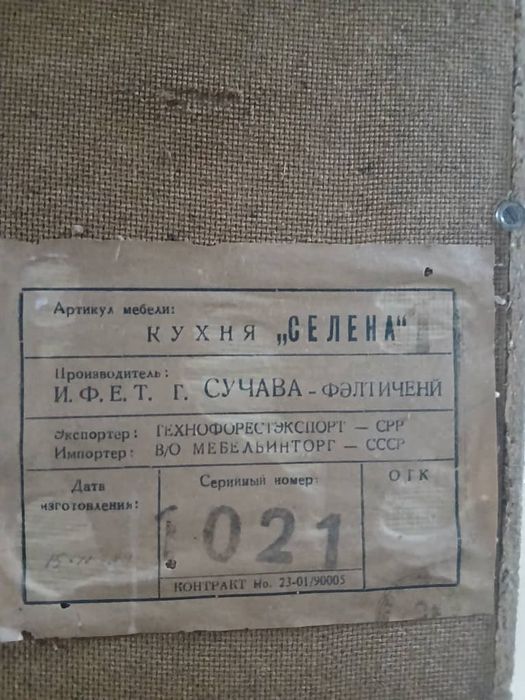 Артикул мебели:
КУХНЯ „СЕЛЕНА“
Производитель:
И.Ф.Е.Т. Г. СУЧАВА - ФЭЛТИЧЕНЙ
Экспортер: ТЕХНОФОРЕСТЭКСПОРТ — СРР
Импортер: В/О МЕБЕЛЬИНТОРГ — СССР
Дата изготовления:
Серийный номер:
021
КОНТРАКТ No. 23-01/90005
ОТК